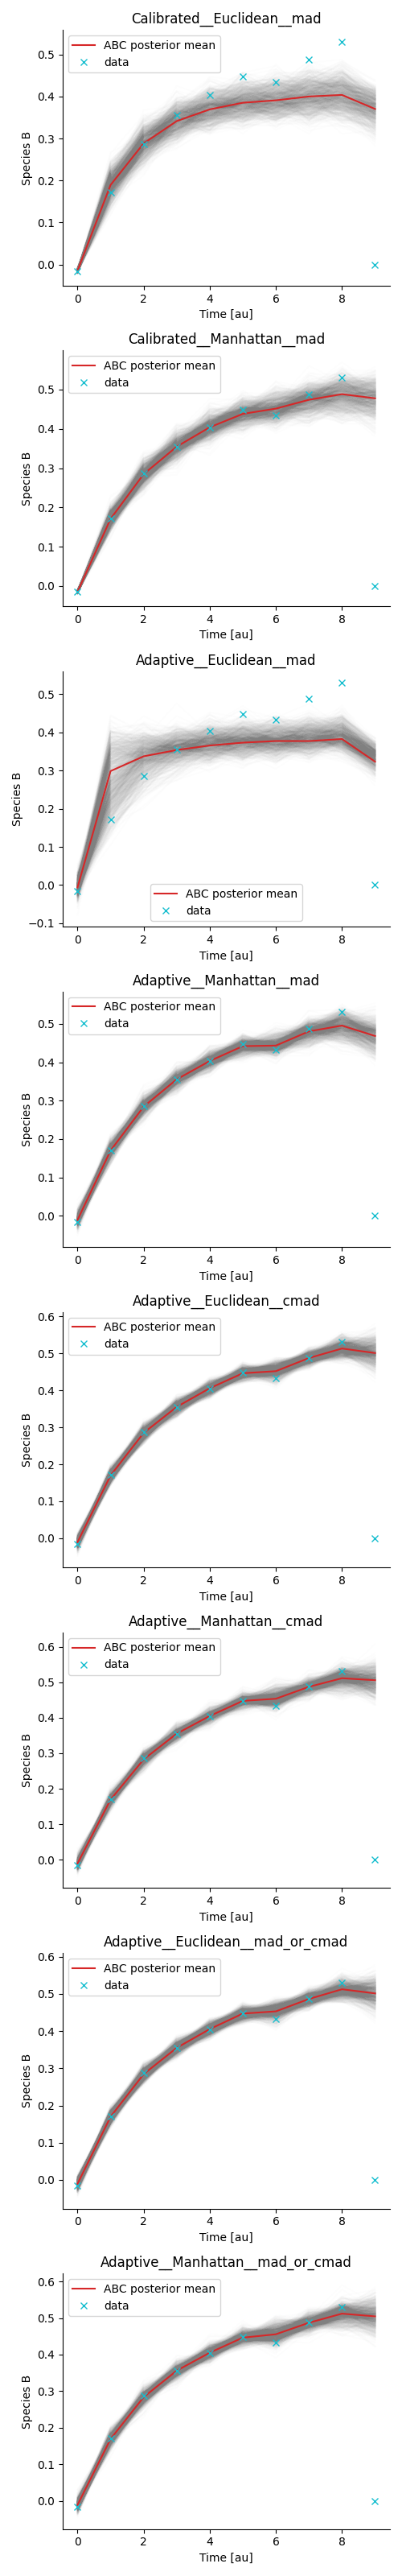 Calibrated__Euclidean__mad
ABC posterior mean
data
0.5
0.4
0.3
0.2
0.1
0.0
Species B
0 2 4 6 8
Time [au]
Calibrated__Manhattan__mad
ABC posterior mean
data
0.5
0.4
0.3
0.2
0.1
0.0
Species B
0 2 4 6 8
Time [au]
Adaptive__Euclidean__mad
0.5
0.4
0.3
0.2
0.1
0.0
−0.1
Species B
ABC posterior mean
data
0 2 4 6 8
Time [au]
Adaptive__Manhattan__mad
ABC posterior mean
data
0.5
0.4
0.3
0.2
0.1
0.0
Species B
0 2 4 6 8
Time [au]
Adaptive__Euclidean__cmad
ABC posterior mean
data
0.6
0.5
0.4
0.3
0.2
0.1
0.0
Species B
0 2 4 6 8
Time [au]
Adaptive__Manhattan__cmad
ABC posterior mean
data
0.6
0.5
0.4
0.3
0.2
0.1
0.0
Species B
0 2 4 6 8
Time [au]
Adaptive__Euclidean__mad_or_cmad
ABC posterior mean
data
0.6
0.5
0.4
0.3
0.2
0.1
0.0
Species B
0 2 4 6 8
Time [au]
Adaptive__Manhattan__mad_or_cmad
ABC posterior mean
data
0.6
0.5
0.4
0.3
0.2
0.1
0.0
Species B
0 2 4 6 8
Time [au]